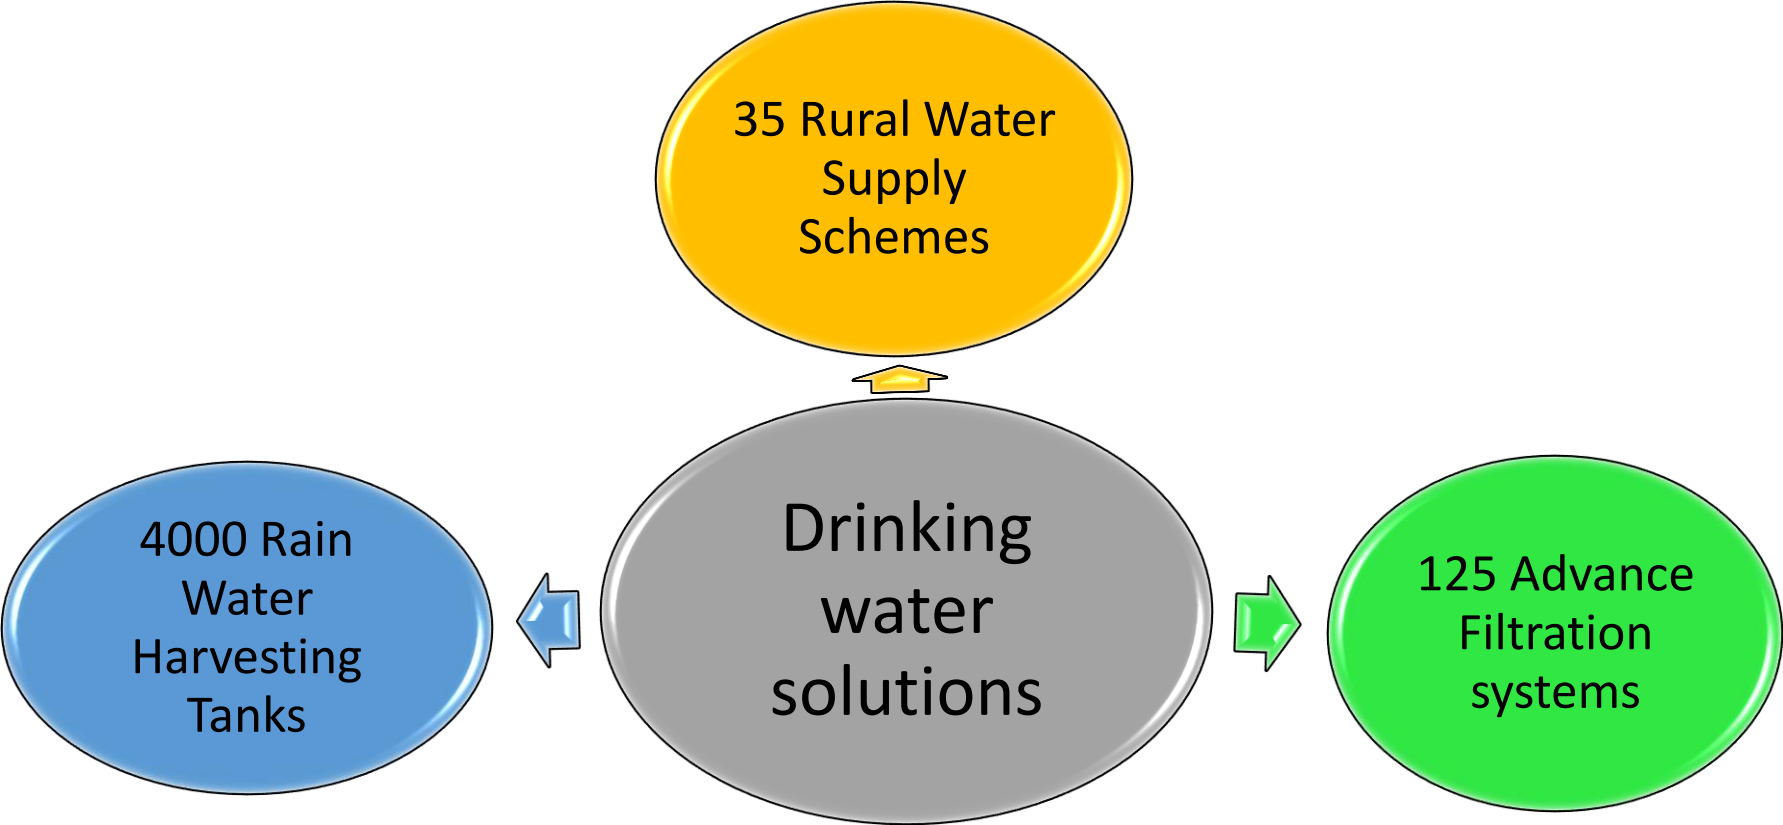 35 Rural Water
Supply
Schemes
Drinking
water
solutions
4000 Rain
Water
Harvesting
Tanks
125 Advance
Filtration
systems